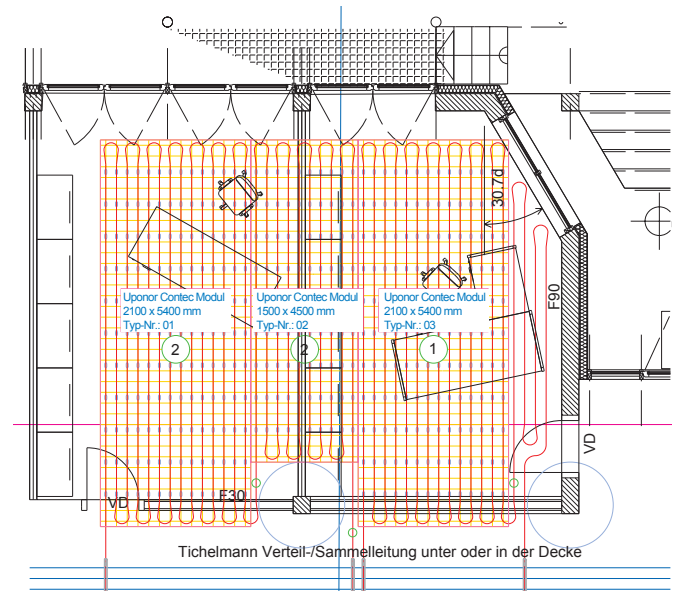 30.7d
Uponor Contec Modul
2100 x 5400 mm
Typ-Nr.: 01
Uponor Contec Modul
1500 x 4500 mm
Typ-Nr.: 02
Uponor Contec Modul
2100 x 5400 mm
Typ-Nr.: 03
F90
2
2
1
VD
F30
VD
Tichelmann Verteil-/Sammelleitung unter oder in der Decke